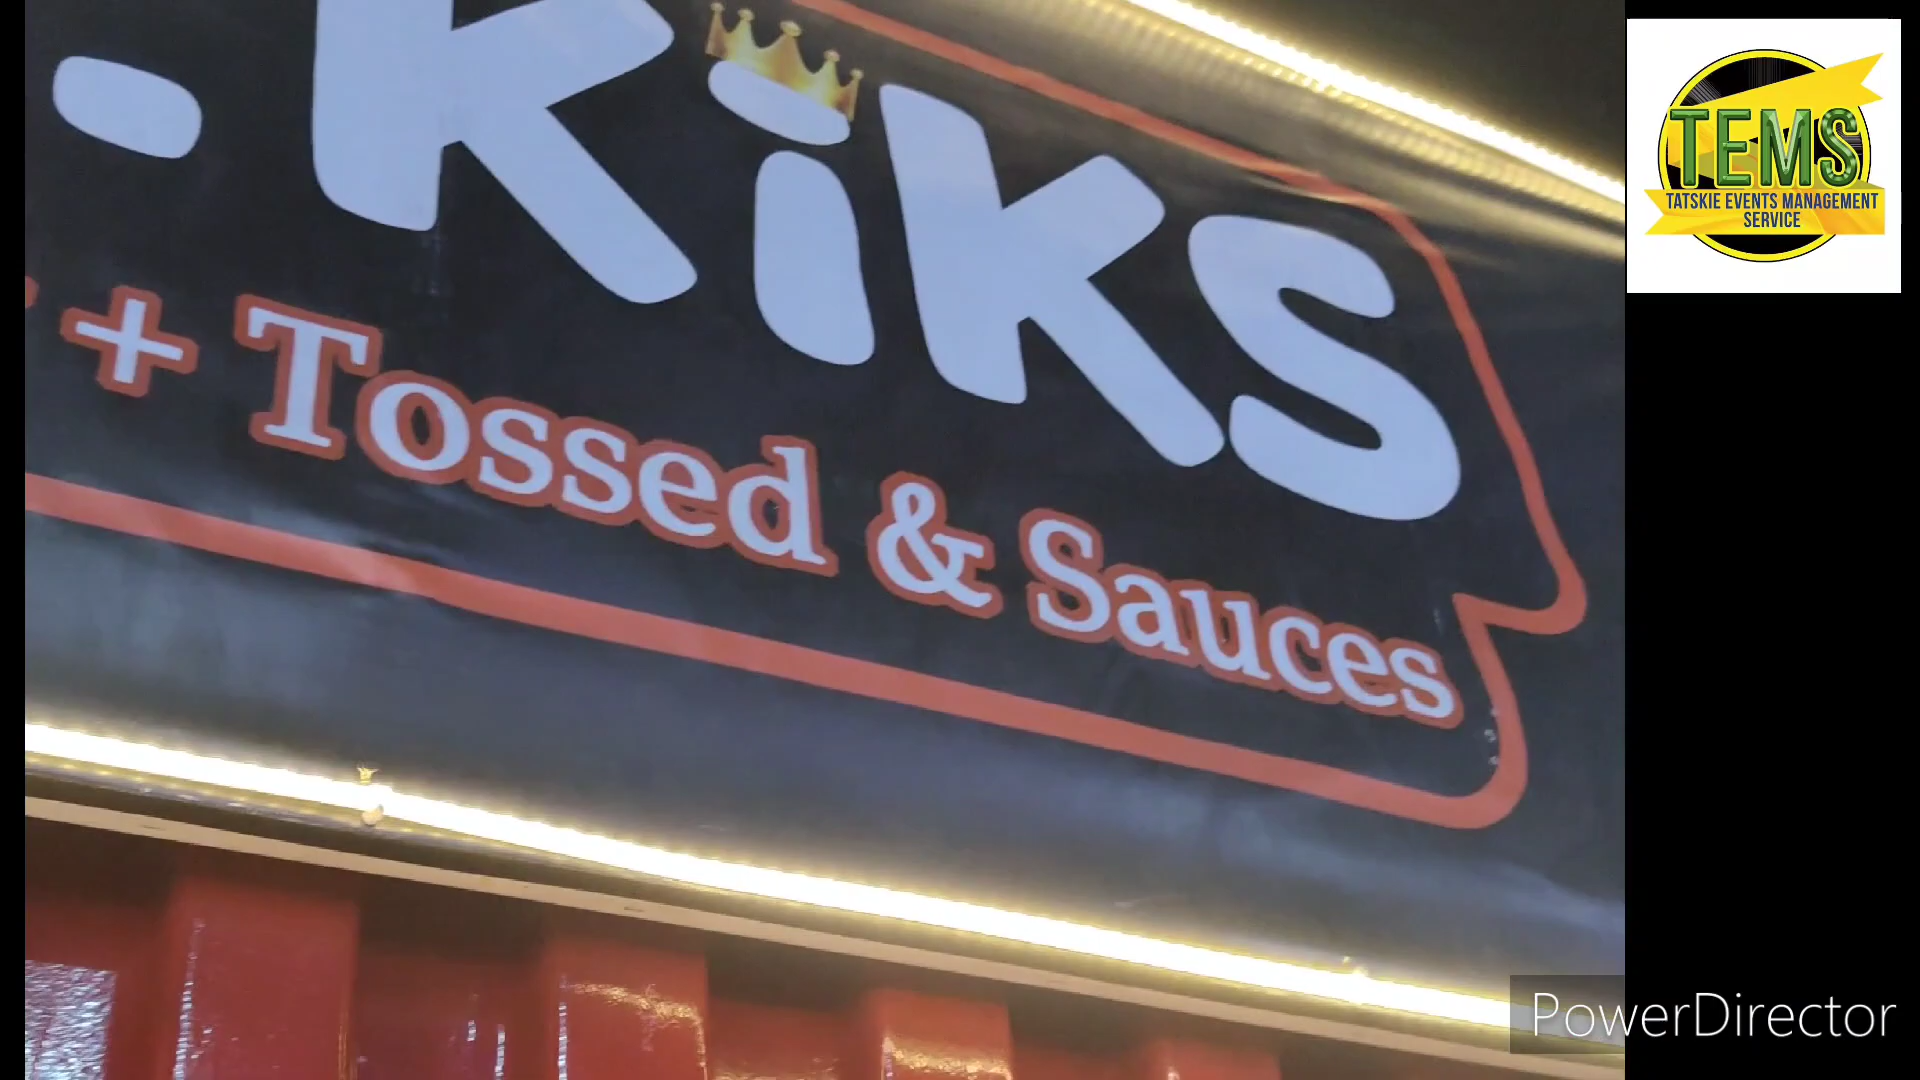 -KiKS
+ Tossed & Sauces
TEMS
TATSKIE EVENTS MANAGEMENT
SERVICE
PowerDirector